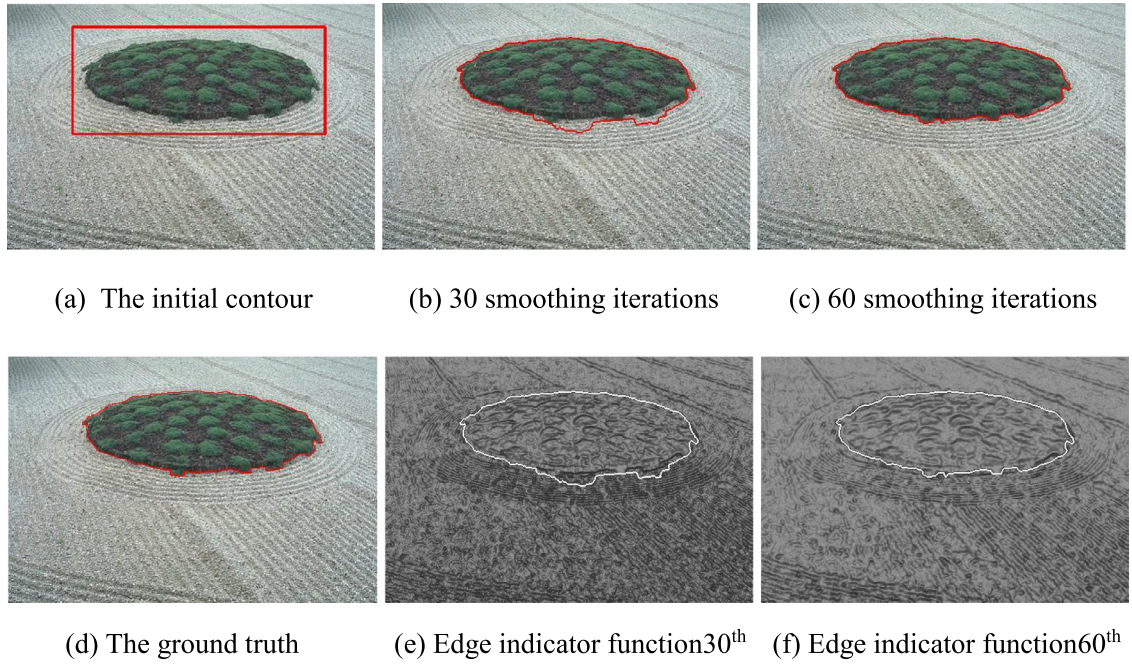 (a) The initial contour
(b) 30 smoothing iterations
(c) 60 smoothing iterations
(d) The ground truth
(e) Edge indicator function30th
(f) Edge indicator function60th